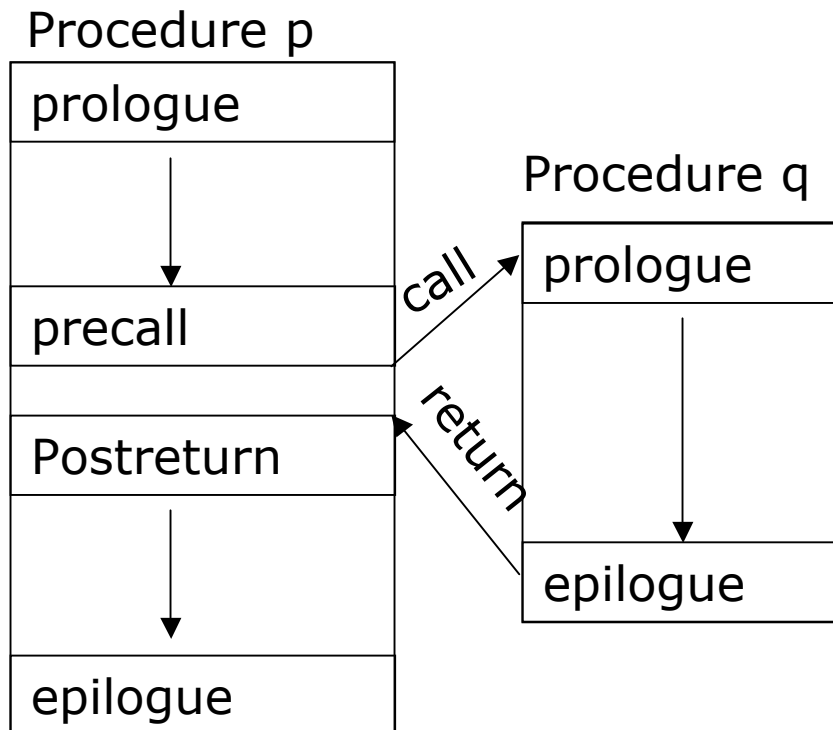 Procedure p
prologue
precall
Postreturn
epilogue
call
return
Procedure q
prologue
epilogue